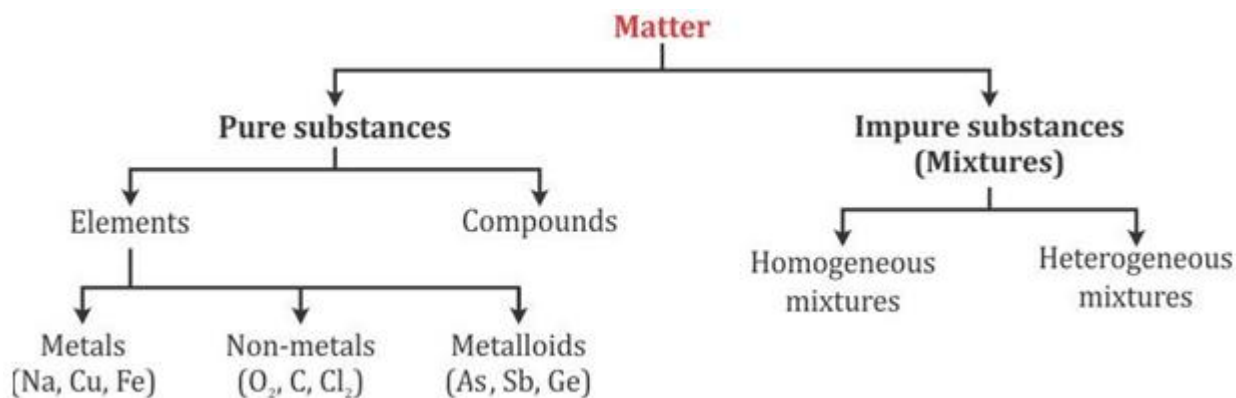 Matter
Pure substances
Impure substances
(Mixtures)
Elements
Compounds
Homogeneous
mixtures
Heterogeneous
mixtures
Metals
(Na, Cu, Fe)
Non-metals
(O₂, C, Cl₂)
Metalloids
(As, Sb, Ge)